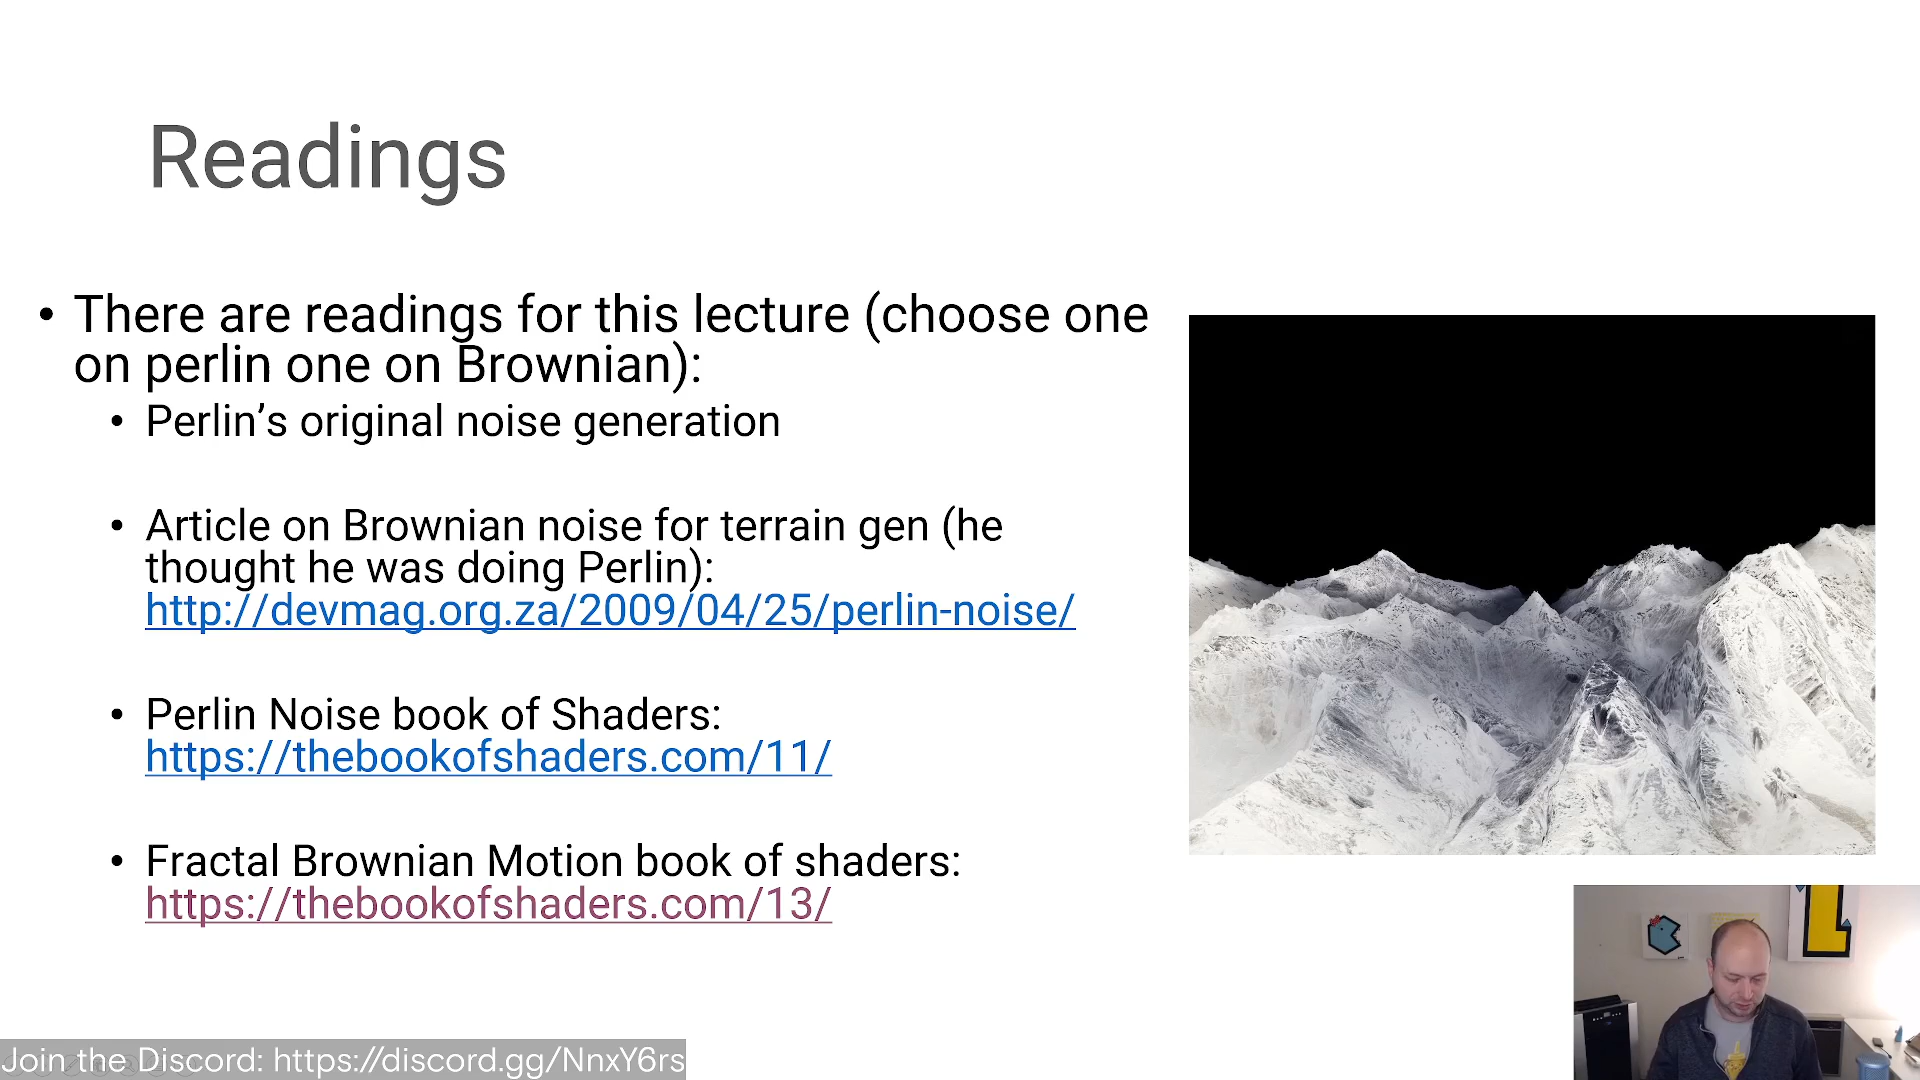 Readings
• There are readings for this lecture (choose one
on perlin one on Brownian):
• Perlin’s original noise generation
• Article on Brownian noise for terrain gen (he
thought he was doing Perlin):
http://devmag.org.za/2009/04/25/perlin-noise/
• Perlin Noise book of Shaders:
https://thebookofshaders.com/11/
• Fractal Brownian Motion book of shaders:
https://thebookofshaders.com/13/
Join the Discord: https://discord.gg/NnxY6rs